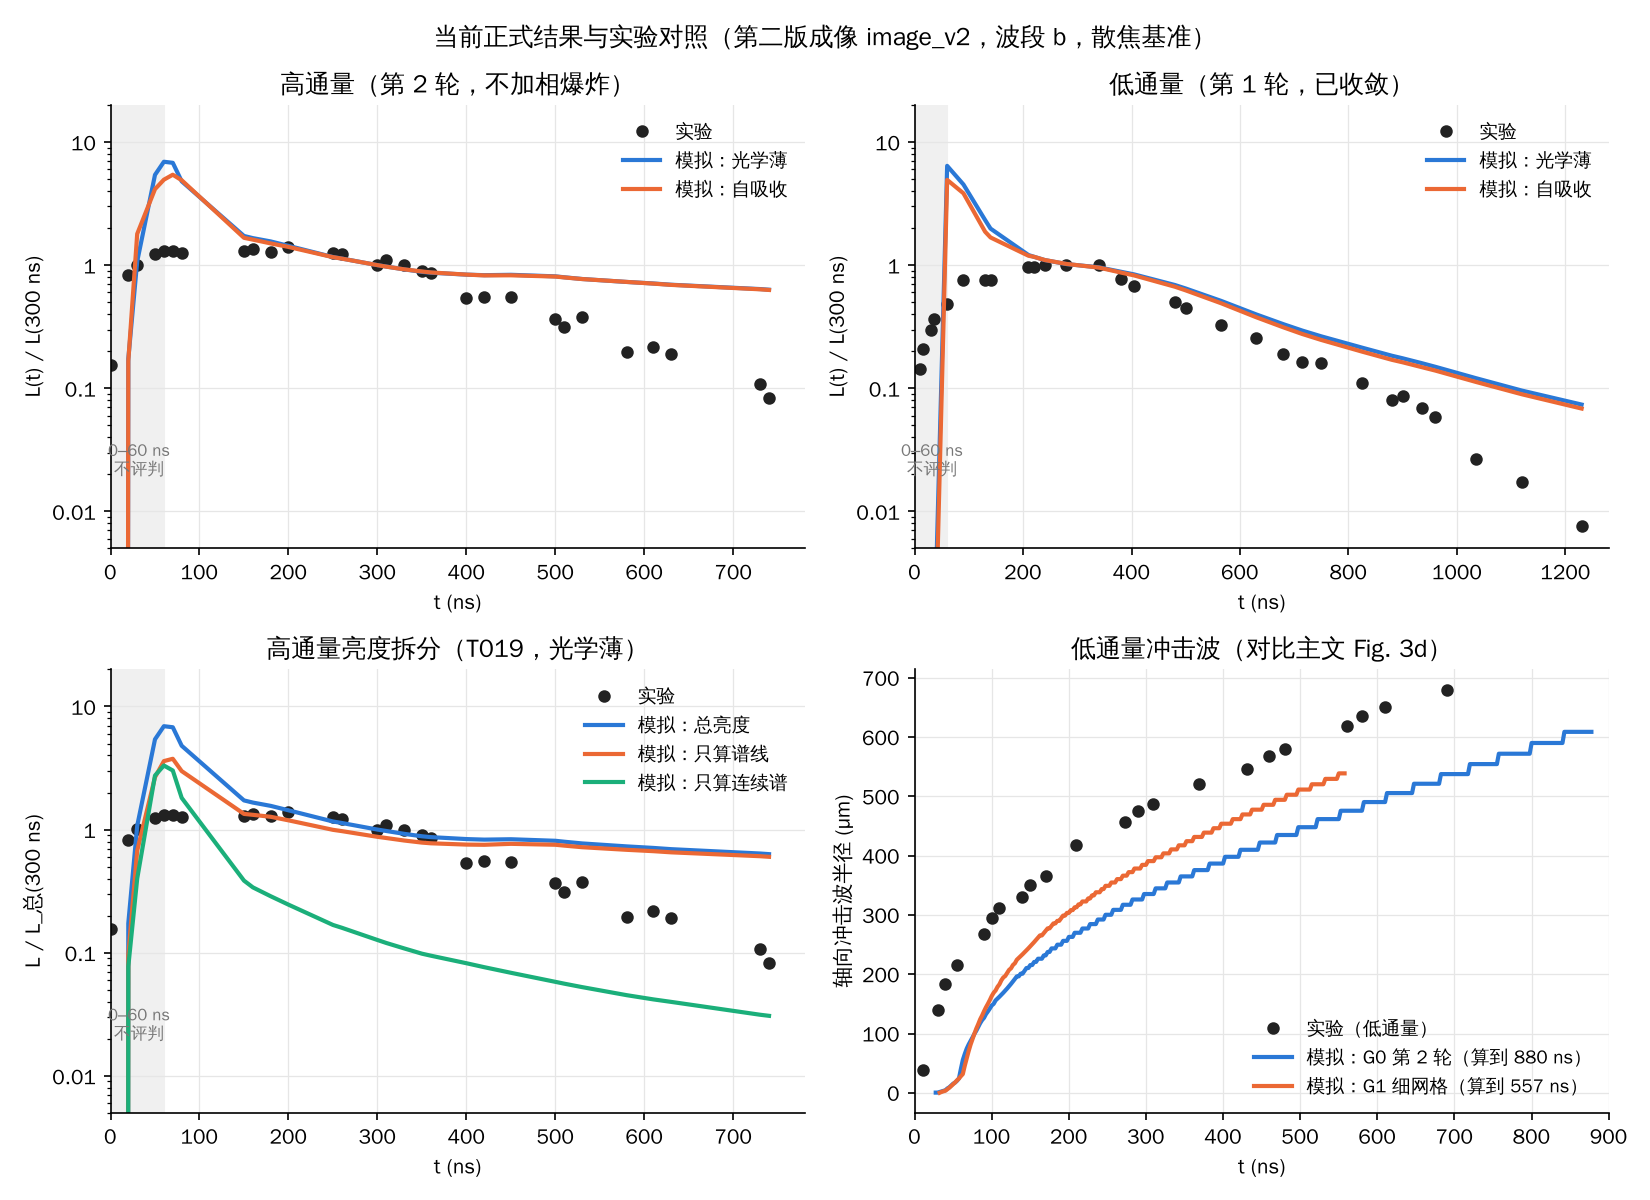 当前正式结果与实验对照（第二版成像 image_v2，波段 b，散焦基准）
高通量（第 2 轮，不加相爆炸）
L(t) / L(300 ns)
10
1
0.1
0.01
实验
模拟：光学薄
模拟：自吸收
0–60 ns
不评判
0 100 200 300 400 500 600 700
t (ns)
低通量（第 1 轮，已收敛）
L(t) / L(300 ns)
10
1
0.1
0.01
实验
模拟：光学薄
模拟：自吸收
0–60 ns
不评判
0 200 400 600 800 1000 1200
t (ns)
高通量亮度拆分（T019，光学薄）
L / L_总(300 ns)
10
1
0.1
0.01
实验
模拟：总亮度
模拟：只算谱线
模拟：只算连续谱
0–60 ns
不评判
0 100 200 300 400 500 600 700
t (ns)
低通量冲击波（对比主文 Fig. 3d）
轴向冲击波半径 (μm)
700
600
500
400
300
200
100
0
实验（低通量）
模拟：G0 第 2 轮（算到 880 ns）
模拟：G1 细网格（算到 557 ns）
0 100 200 300 400 500 600 700 800 900
t (ns)